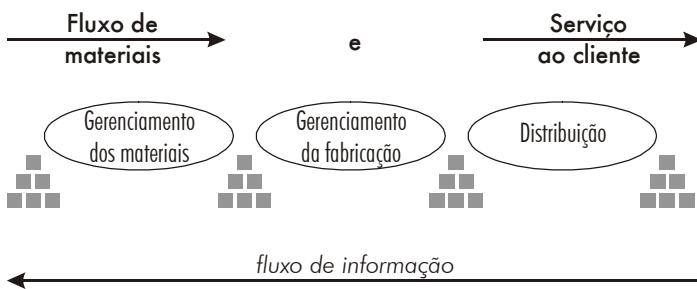 Fluxo de
materiais
e
Serviço
ao cliente
Gerenciamento
dos materiais
Gerenciamento
da fabricação
Distribuição
fluxo de informação